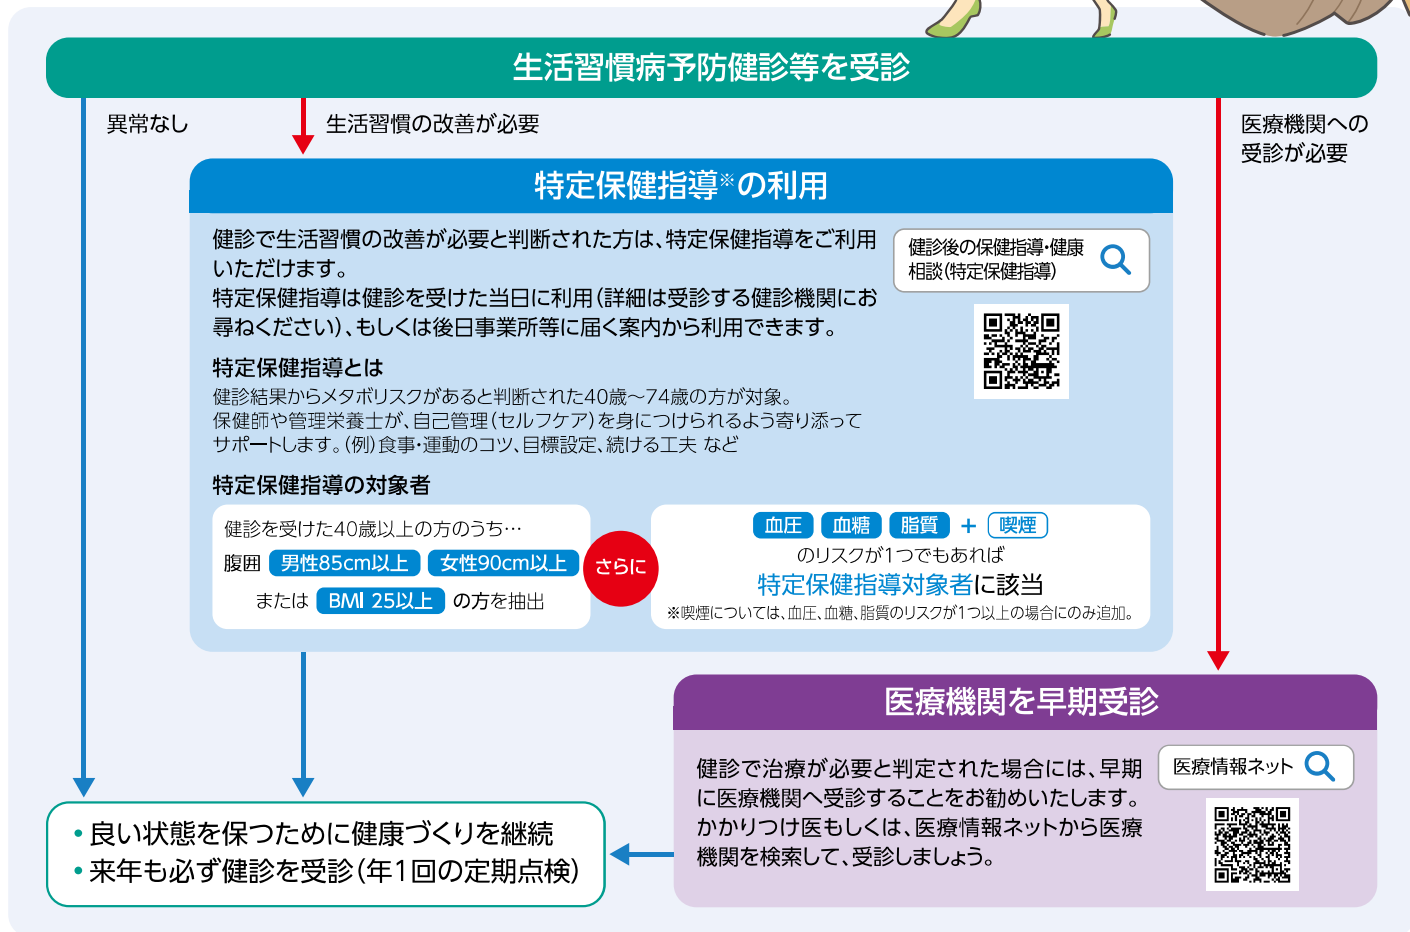 生活習慣病予防健診等を受診
異常なし
生活習慣の改善が必要
医療機関への
受診が必要
特定保健指導※の利用
健診で生活習慣の改善が必要と判断された方は、特定保健指導をご利用
いただけます。
特定保健指導は健診を受けた当日に利用(詳細は受診する健診機関にお
尋ねください)、もしくは後日事業所等に届く案内から利用できます。
健診後の保健指導・健康
相談(特定保健指導)
特定保健指導とは
健診結果からメタボリスクがあると判断された40歳～74歳の方が対象。
保健師や管理栄養士が、自己管理(セルフケア)を身につけられるよう寄り添って
サポートします。(例)食事・運動のコツ、目標設定、続ける工夫 など
特定保健指導の対象者
健診を受けた40歳以上の方のうち…
腹囲 男性85cm以上 女性90cm以上
または BMI 25以上 の方を抽出
さらに
血圧 血糖 脂質 + 喫煙
のリスクが1つでもあれば
特定保健指導対象者に該当
※喫煙については、血圧、血糖、脂質のリスクが1つ以上の場合にのみ追加。
医療機関を早期受診
健診で治療が必要と判定された場合には、早期
に医療機関へ受診することをお勧めいたします。
かかりつけ医もしくは、医療情報ネットから医療
機関を検索して、受診しましょう。
医療情報ネット
・良い状態を保つために健康づくりを継続
・来年も必ず健診を受診(年1回の定期点検)